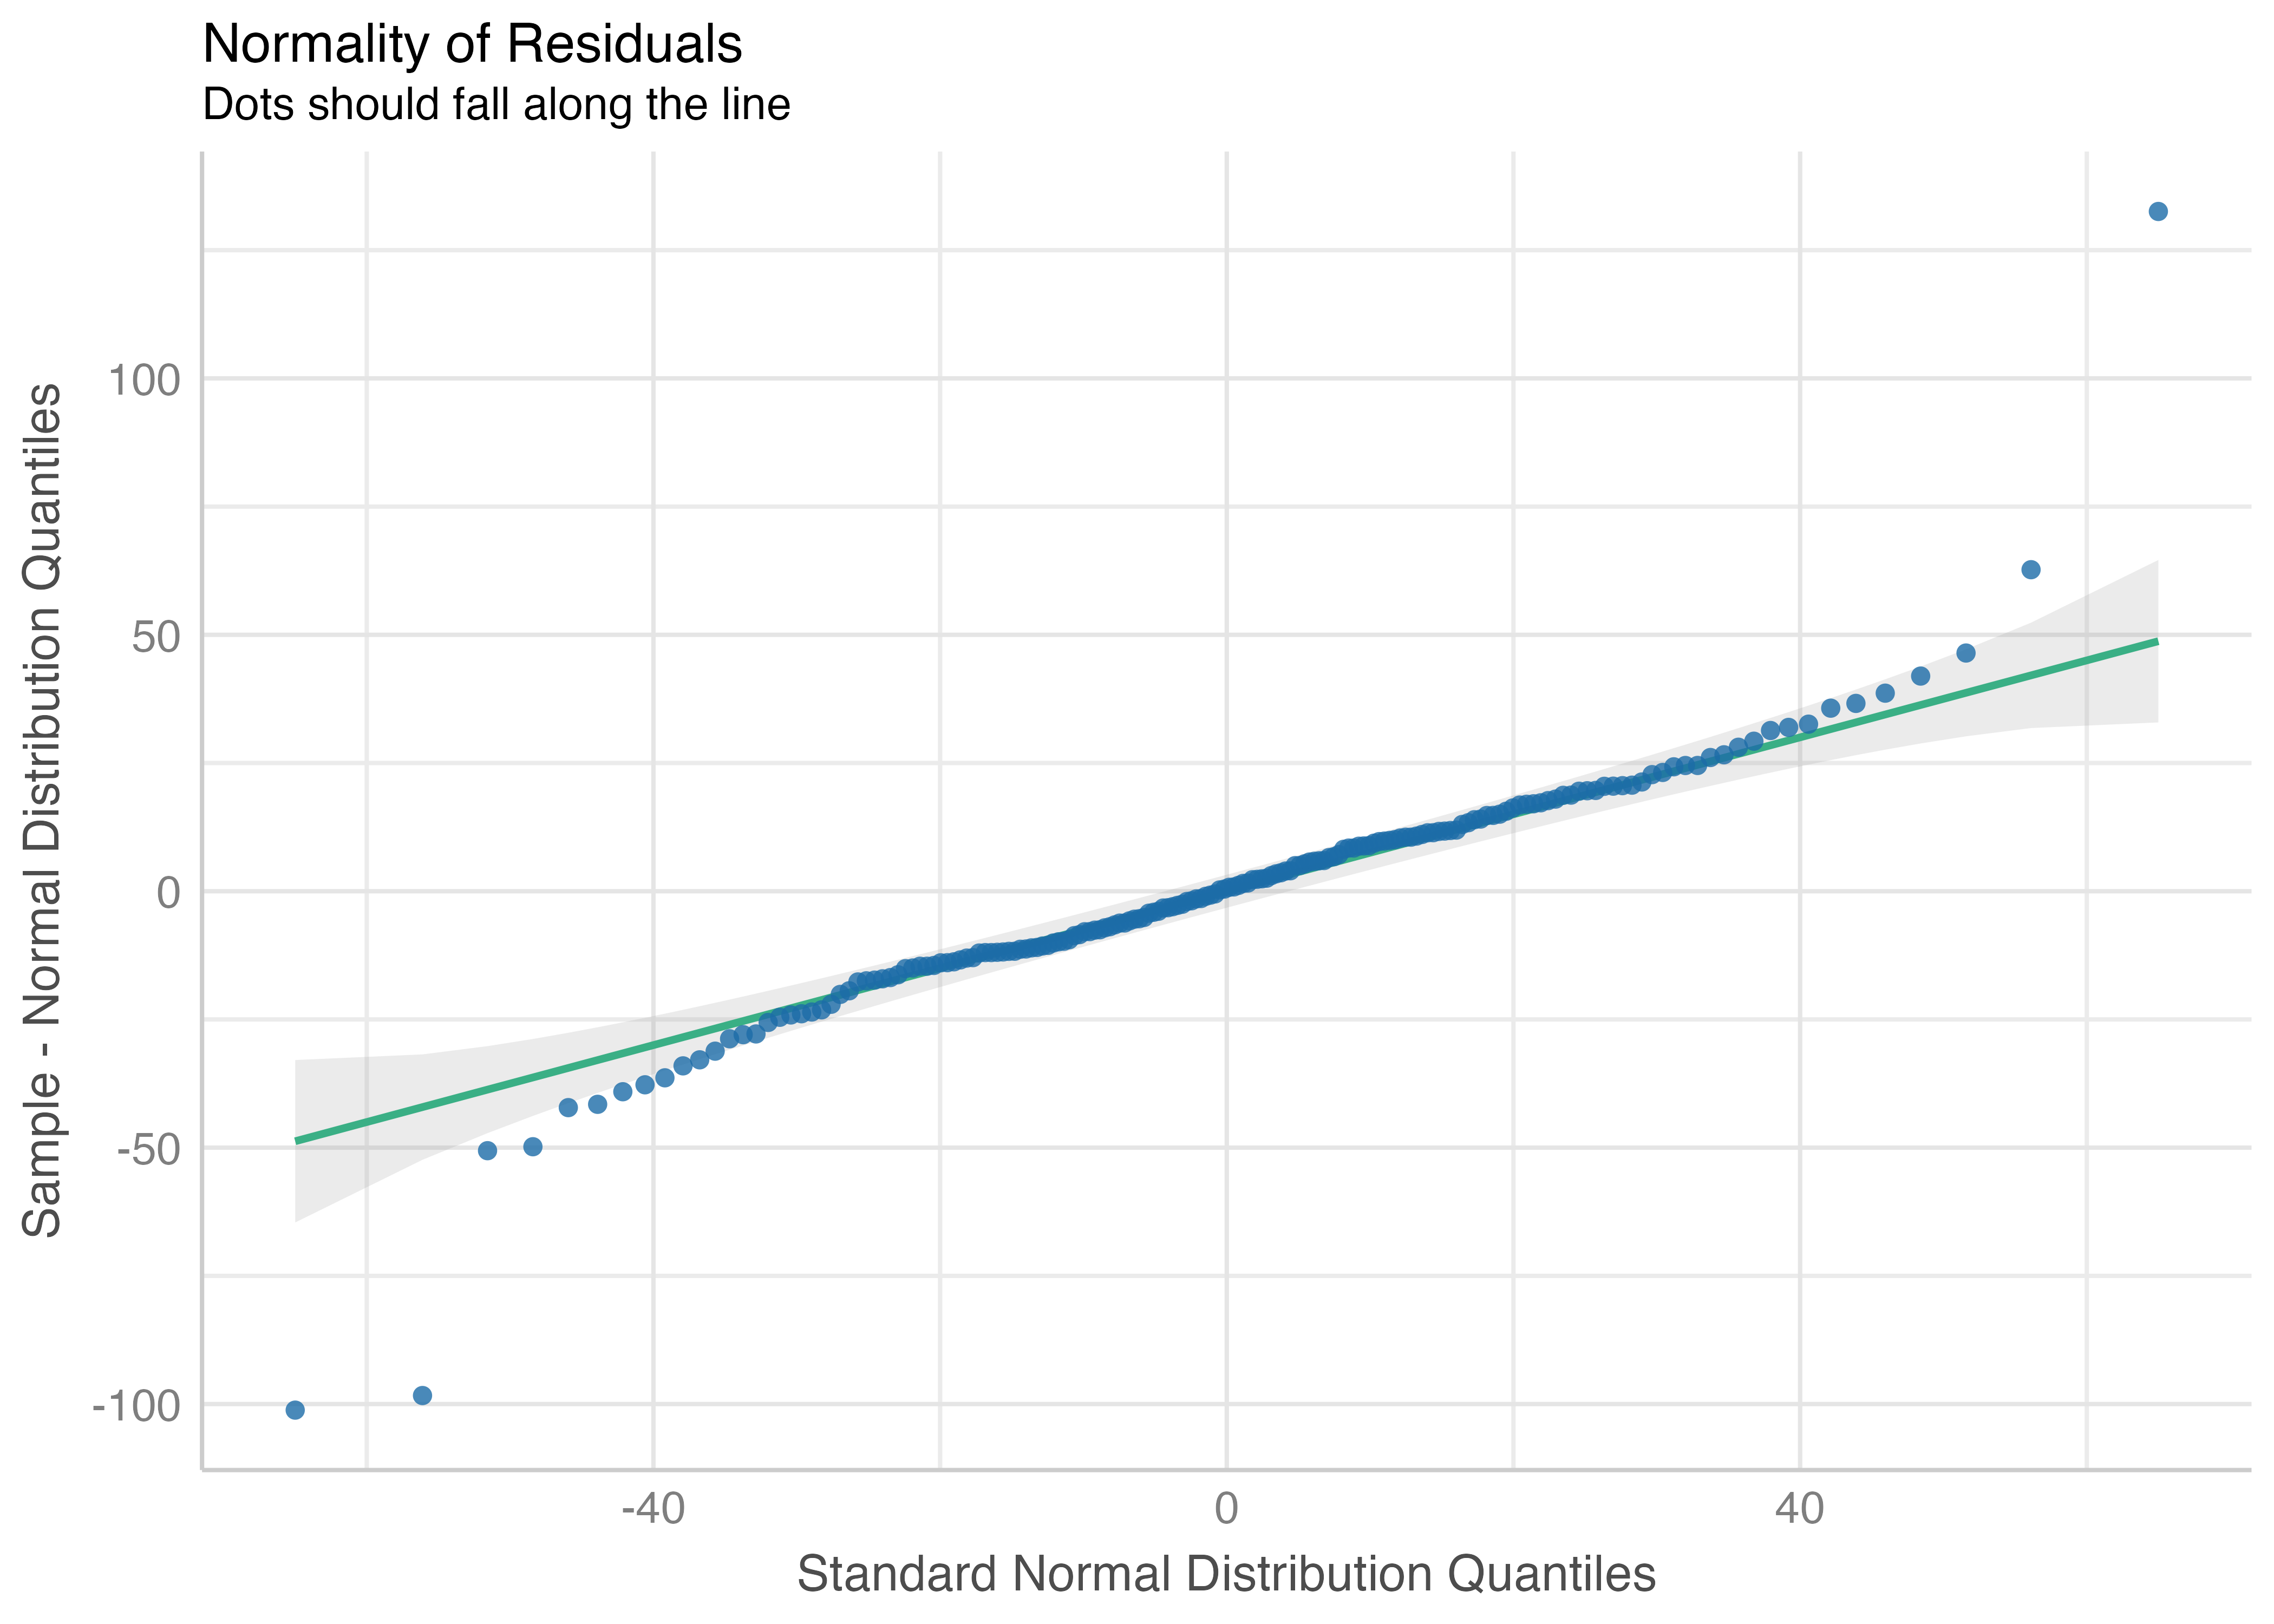 Normality of Residuals
Dots should fall along the line
Sample - Normal Distribution Quantiles
100
50
0
-50
-100
-40
0
40
Standard Normal Distribution Quantiles